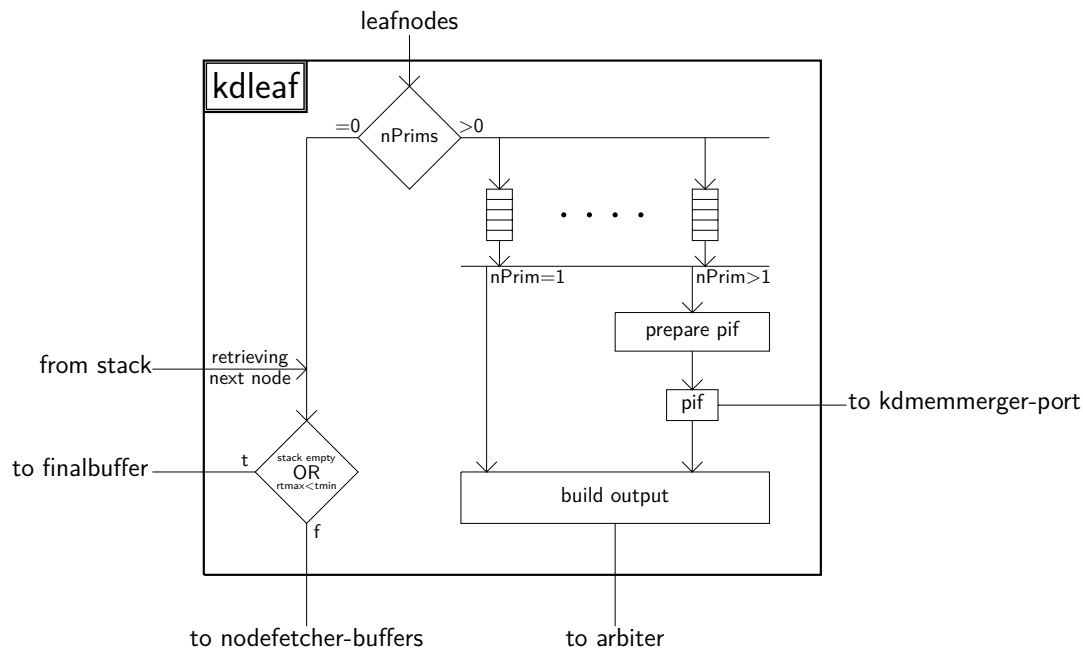 leafnodes
kdleaf
=0
>0
nPrims
nPrim=1
nPrim>1
prepare pif
from stack
retrieving
next node
pif
to kdmemmerger-port
to finalbuffer
t
stack empty
OR
rtmax<tmin
build output
f
to nodefetcher-buffers
to arbiter